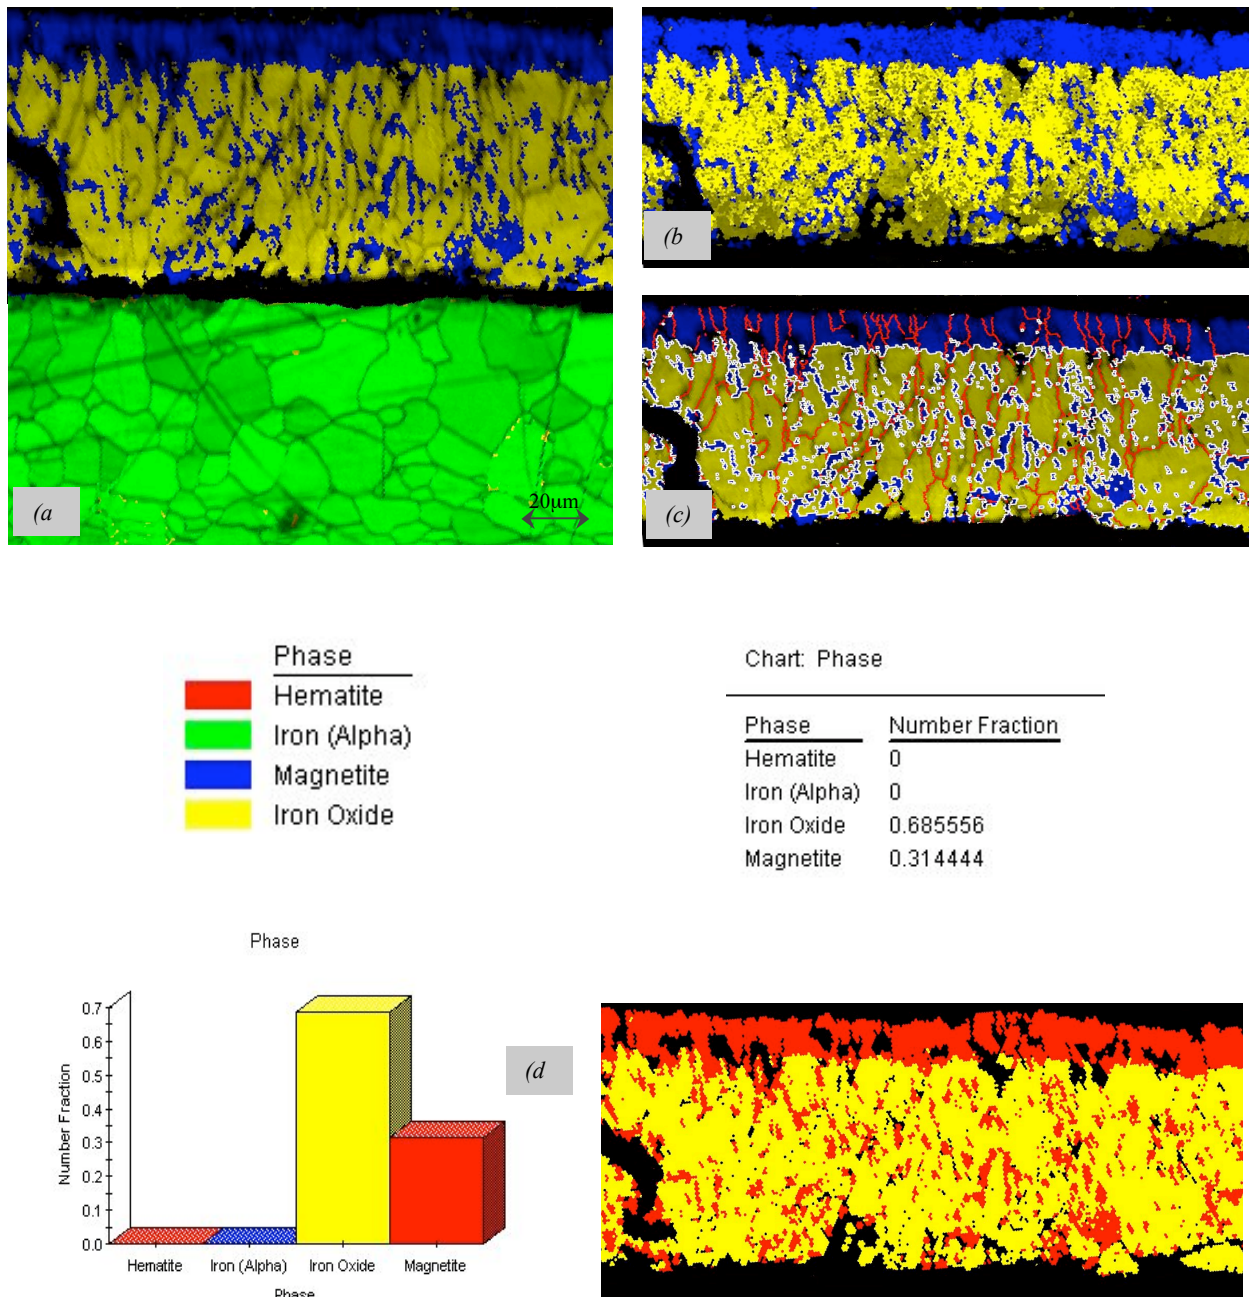 (a
20µm
(b
(c)
Phase
Hematite
Iron (Alpha)
Magnetite
Iron Oxide
Chart: Phase
Phase Number Fraction
Hematite 0
Iron (Alpha) 0
Iron Oxide 0.685556
Magnetite 0.314444
Phase
Number Fraction
0.7
0.6
0.5
0.4
0.3
0.2
0.1
0.0
Hematite Iron (Alpha) Iron Oxide Magnetite
Phase
(d